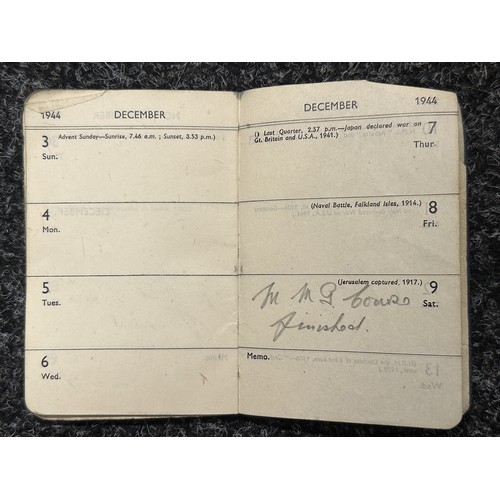 1944 DECEMBER
3 Advent Sunday—Sunrise, 7.46 a.m.; Sunset, 3.53 p.m.)
Sun.
4
Mon.
5
Tues.
6
Wed.
DECEMBER 1944
() Last Quarter, 2.37 p.m.—Japan declared war on 7
Gt. Britain and U.S.A., 1941.) Thur.
(Naval Battle, Falkland Isles, 1914.) 8
Fri.
(Jerusalem captured, 1917.) 9
M M G Course Sat.
finished.
Memo.